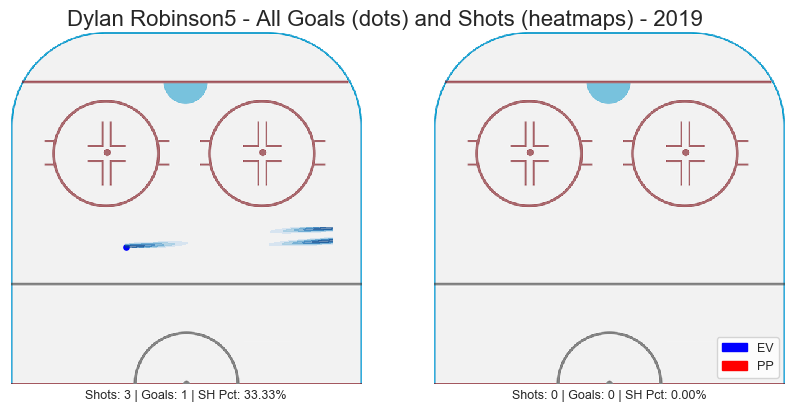 Dylan Robinson5 - All Goals (dots) and Shots (heatmaps) - 2019
EV
PP
Shots: 3 | Goals: 1 | SH Pct: 33.33%
Shots: 0 | Goals: 0 | SH Pct: 0.00%